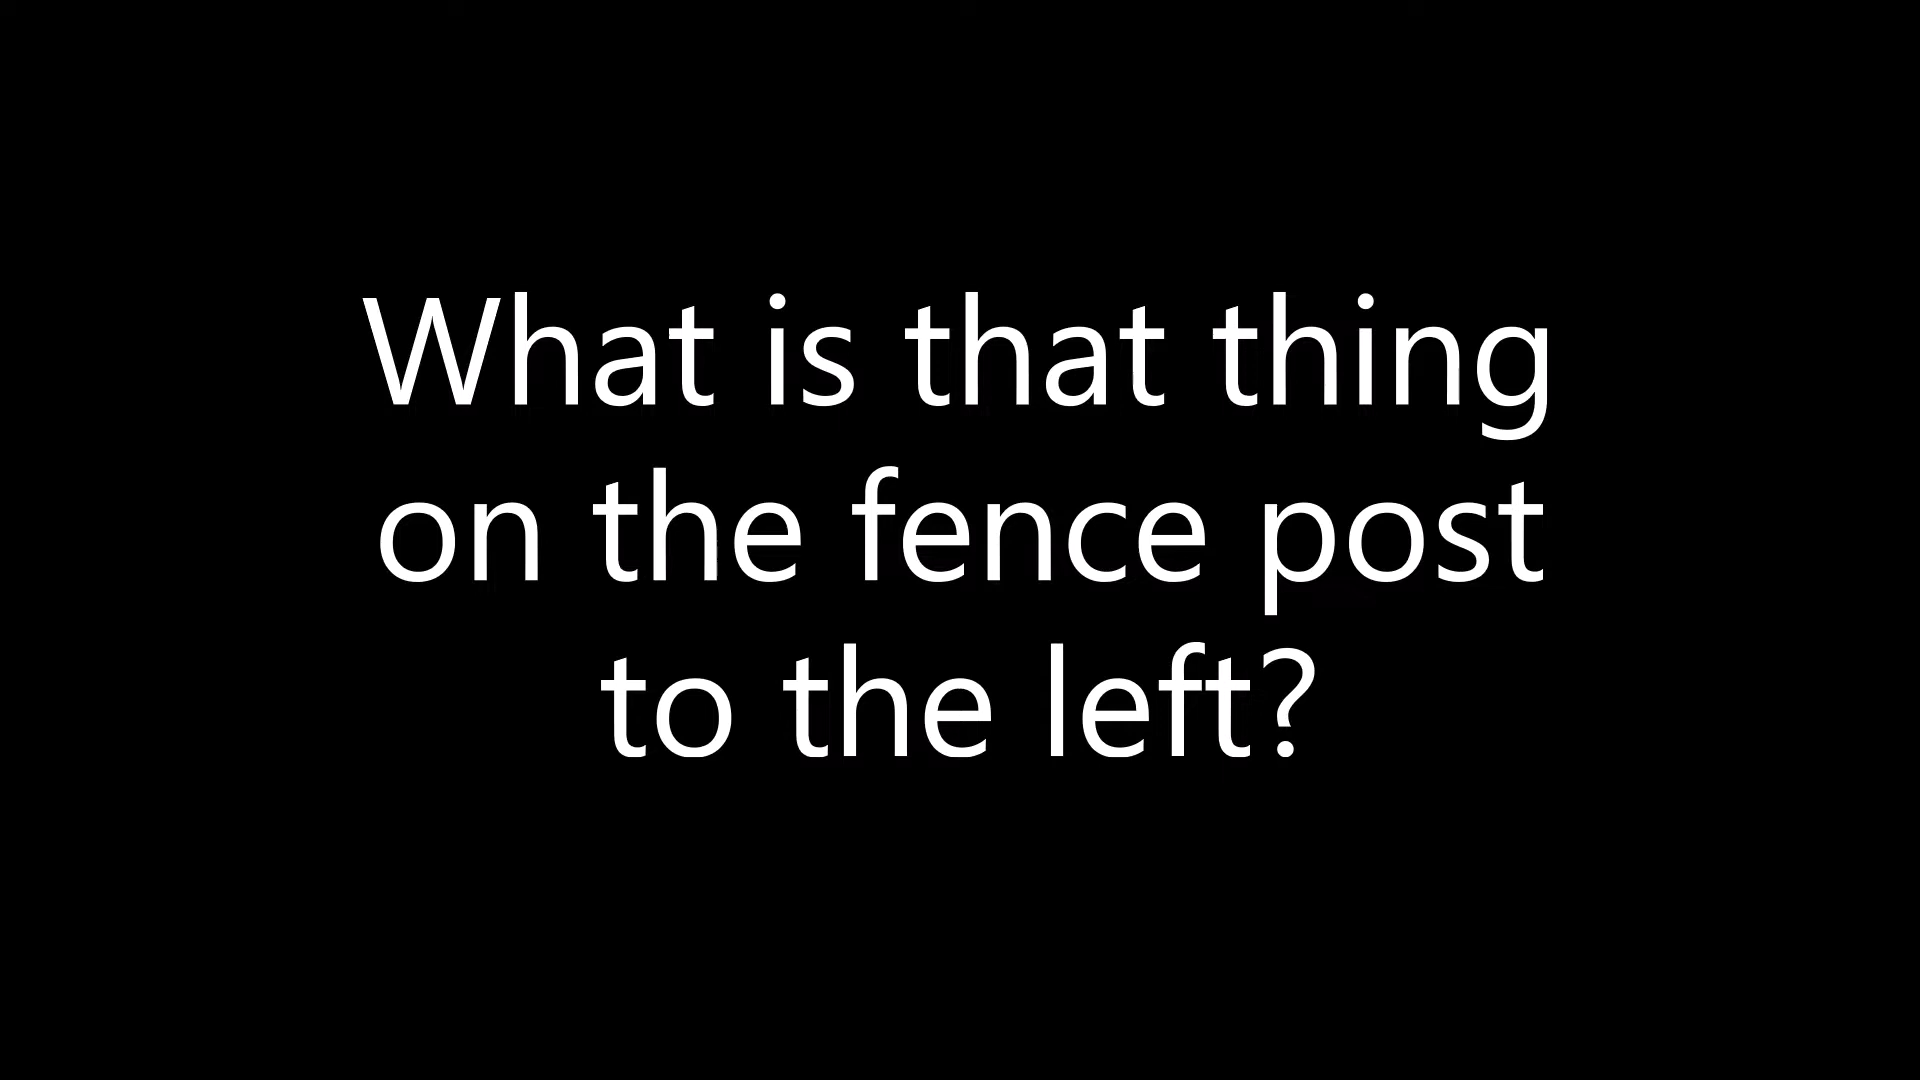 What is that thing
on the fence post
to the left?